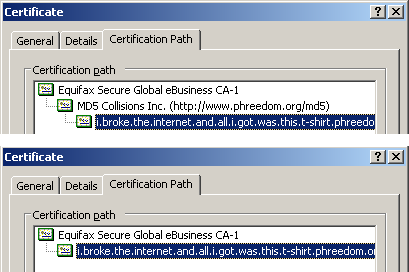 Certificate
General Details Certification Path
Certification path
Equifax Secure Global eBusiness CA-1
MD5 Collisions Inc. (http://www.phreedom.org/md5)
i.broke.the.internet.and.all.i.got.was.this.t-shirt.phreedo
Certificate
General Details Certification Path
Certification path
Equifax Secure Global eBusiness CA-1
i.broke.the.internet.and.all.i.got.was.this.t-shirt.phreedom.or